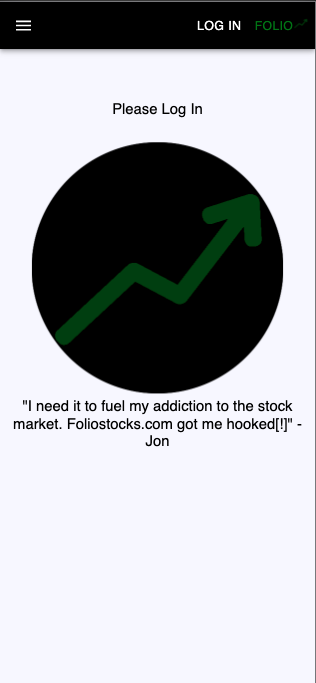 LOG IN FOLIO
Please Log In
"I need it to fuel my addiction to the stock
market. Foliostocks.com got me hooked[!]" -
Jon